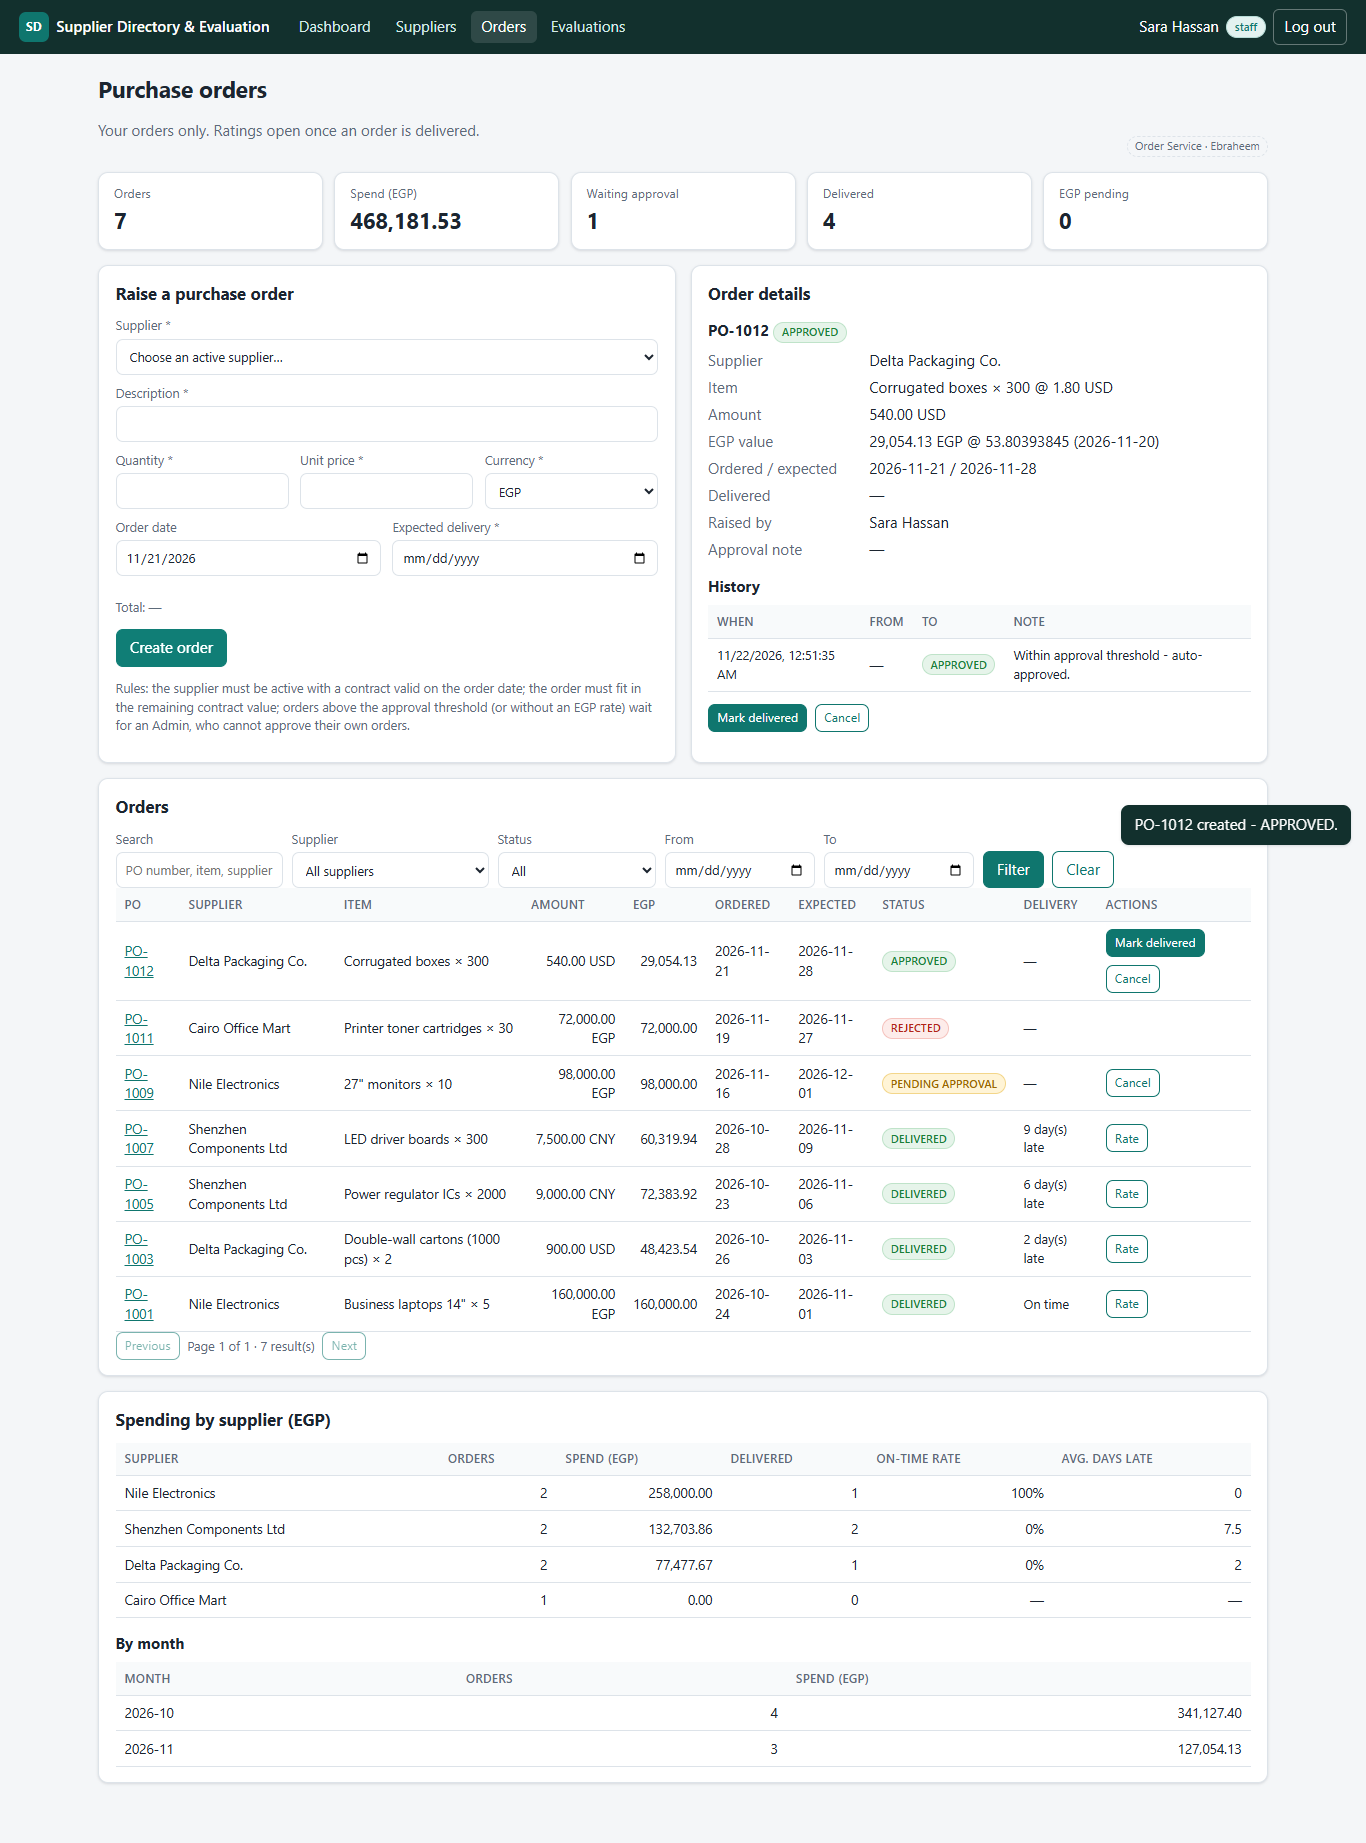 SD Supplier Directory & Evaluation Dashboard Suppliers Orders Evaluations Sara Hassan staff Log out
Purchase orders
Your orders only. Ratings open once an order is delivered.
Order Service · Ebraheem
Orders
7
Spend (EGP)
468,181.53
Waiting approval
1
Delivered
4
EGP pending
0
Raise a purchase order
Supplier *
Choose an active supplier...
Description *
Quantity * Unit price * Currency *
EGP
Order date Expected delivery *
11/21/2026 mm/dd/yyyy
Total: —
Create order
Rules: the supplier must be active with a contract valid on the order date; the order must fit in
the remaining contract value; orders above the approval threshold (or without an EGP rate) wait
for an Admin, who cannot approve their own orders.
Order details
PO-1012 APPROVED
Supplier Delta Packaging Co.
Item Corrugated boxes × 300 @ 1.80 USD
Amount 540.00 USD
EGP value 29,054.13 EGP @ 53.80393845 (2026-11-20)
Ordered / expected 2026-11-21 / 2026-11-28
Delivered —
Raised by Sara Hassan
Approval note —
History
WHEN FROM TO NOTE
11/22/2026, 12:51:35 AM — APPROVED Within approval threshold - auto-approved.
Mark delivered Cancel
Orders
PO-1012 created - APPROVED.
Search Supplier Status From To
PO number, item, supplier All suppliers All mm/dd/yyyy mm/dd/yyyy Filter Clear
PO SUPPLIER ITEM AMOUNT EGP ORDERED EXPECTED STATUS DELIVERY ACTIONS
PO-1012 Delta Packaging Co. Corrugated boxes × 300 540.00 USD 29,054.13 2026-11-21 2026-11-28 APPROVED — Mark delivered Cancel
PO-1011 Cairo Office Mart Printer toner cartridges × 30 72,000.00 EGP 72,000.00 2026-11-19 2026-11-27 REJECTED —
PO-1009 Nile Electronics 27" monitors × 10 98,000.00 EGP 98,000.00 2026-11-16 2026-12-01 PENDING APPROVAL — Cancel
PO-1007 Shenzhen Components Ltd LED driver boards × 300 7,500.00 CNY 60,319.94 2026-10-28 2026-11-09 DELIVERED 9 day(s) late Rate
PO-1005 Shenzhen Components Ltd Power regulator ICs × 2000 9,000.00 CNY 72,383.92 2026-10-23 2026-11-06 DELIVERED 6 day(s) late Rate
PO-1003 Delta Packaging Co. Double-wall cartons (1000 pcs) × 2 900.00 USD 48,423.54 2026-10-26 2026-11-03 DELIVERED 2 day(s) late Rate
PO-1001 Nile Electronics Business laptops 14" × 5 160,000.00 EGP 160,000.00 2026-10-24 2026-11-01 DELIVERED On time Rate
Previous Page 1 of 1 · 7 result(s) Next
Spending by supplier (EGP)
SUPPLIER ORDERS SPEND (EGP) DELIVERED ON-TIME RATE AVG. DAYS LATE
Nile Electronics 2 258,000.00 1 100% 0
Shenzhen Components Ltd 2 132,703.86 2 0% 7.5
Delta Packaging Co. 2 77,477.67 1 0% 2
Cairo Office Mart 1 0.00 0 — —
By month
MONTH ORDERS SPEND (EGP)
2026-10 4 341,127.40
2026-11 3 127,054.13